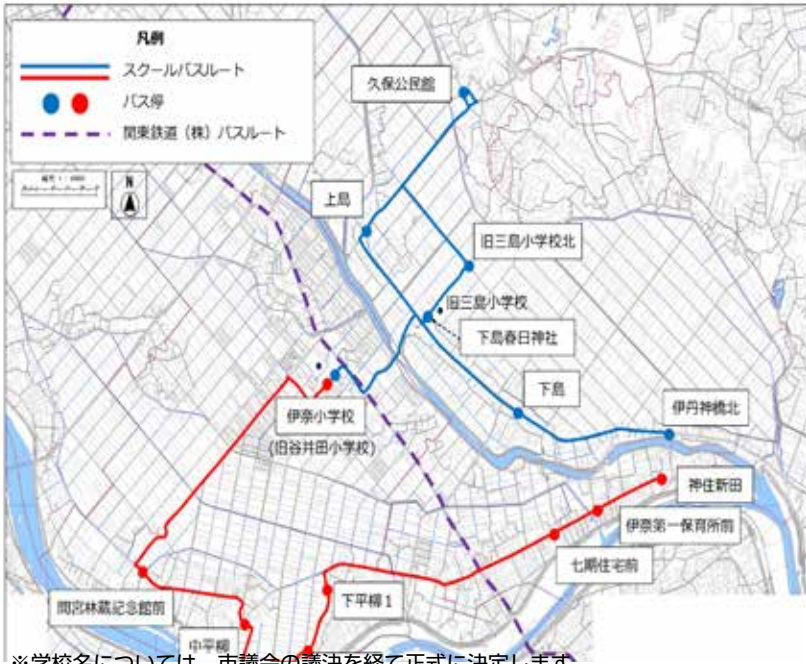 凡例
スクールバスルート
バス停
関東鉄道（株）バスルート
N
久保公民館
上島
旧三島小学校北
旧三島小学校
下島春日神社
下島
伊丹神橋北
伊奈小学校
(旧谷井田小学校)
神住新田
伊奈第一保育所前
七期住宅前
下平柳1
間宮林蔵記念館前
中平柳
※学校名については、市議会の議決を経て正式に決定します